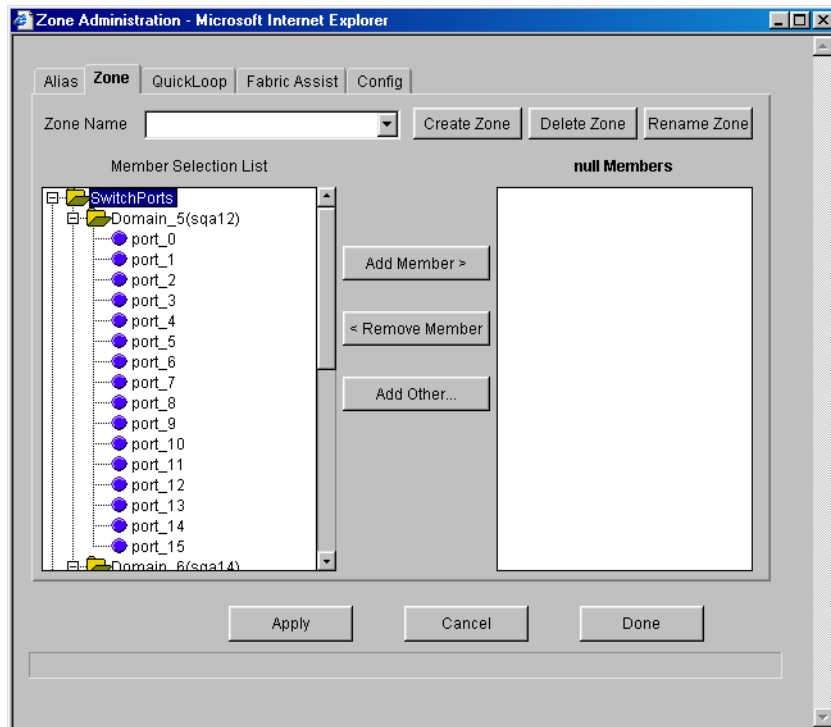 Zone Administration - Microsoft Internet Explorer
Alias Zone QuickLoop Fabric Assist Config
Zone Name Create Zone Delete Zone Rename Zone
Member Selection List null Members
SwitchPorts
Domain_5(sqa12)
port_0
port_1
port_2
port_3
port_4
port_5
port_6
port_7
port_8
port_9
port_10
port_11
port_12
port_13
port_14
port_15
Domain_6(sqa14)
Add Member >
< Remove Member
Add Other...
Apply Cancel Done